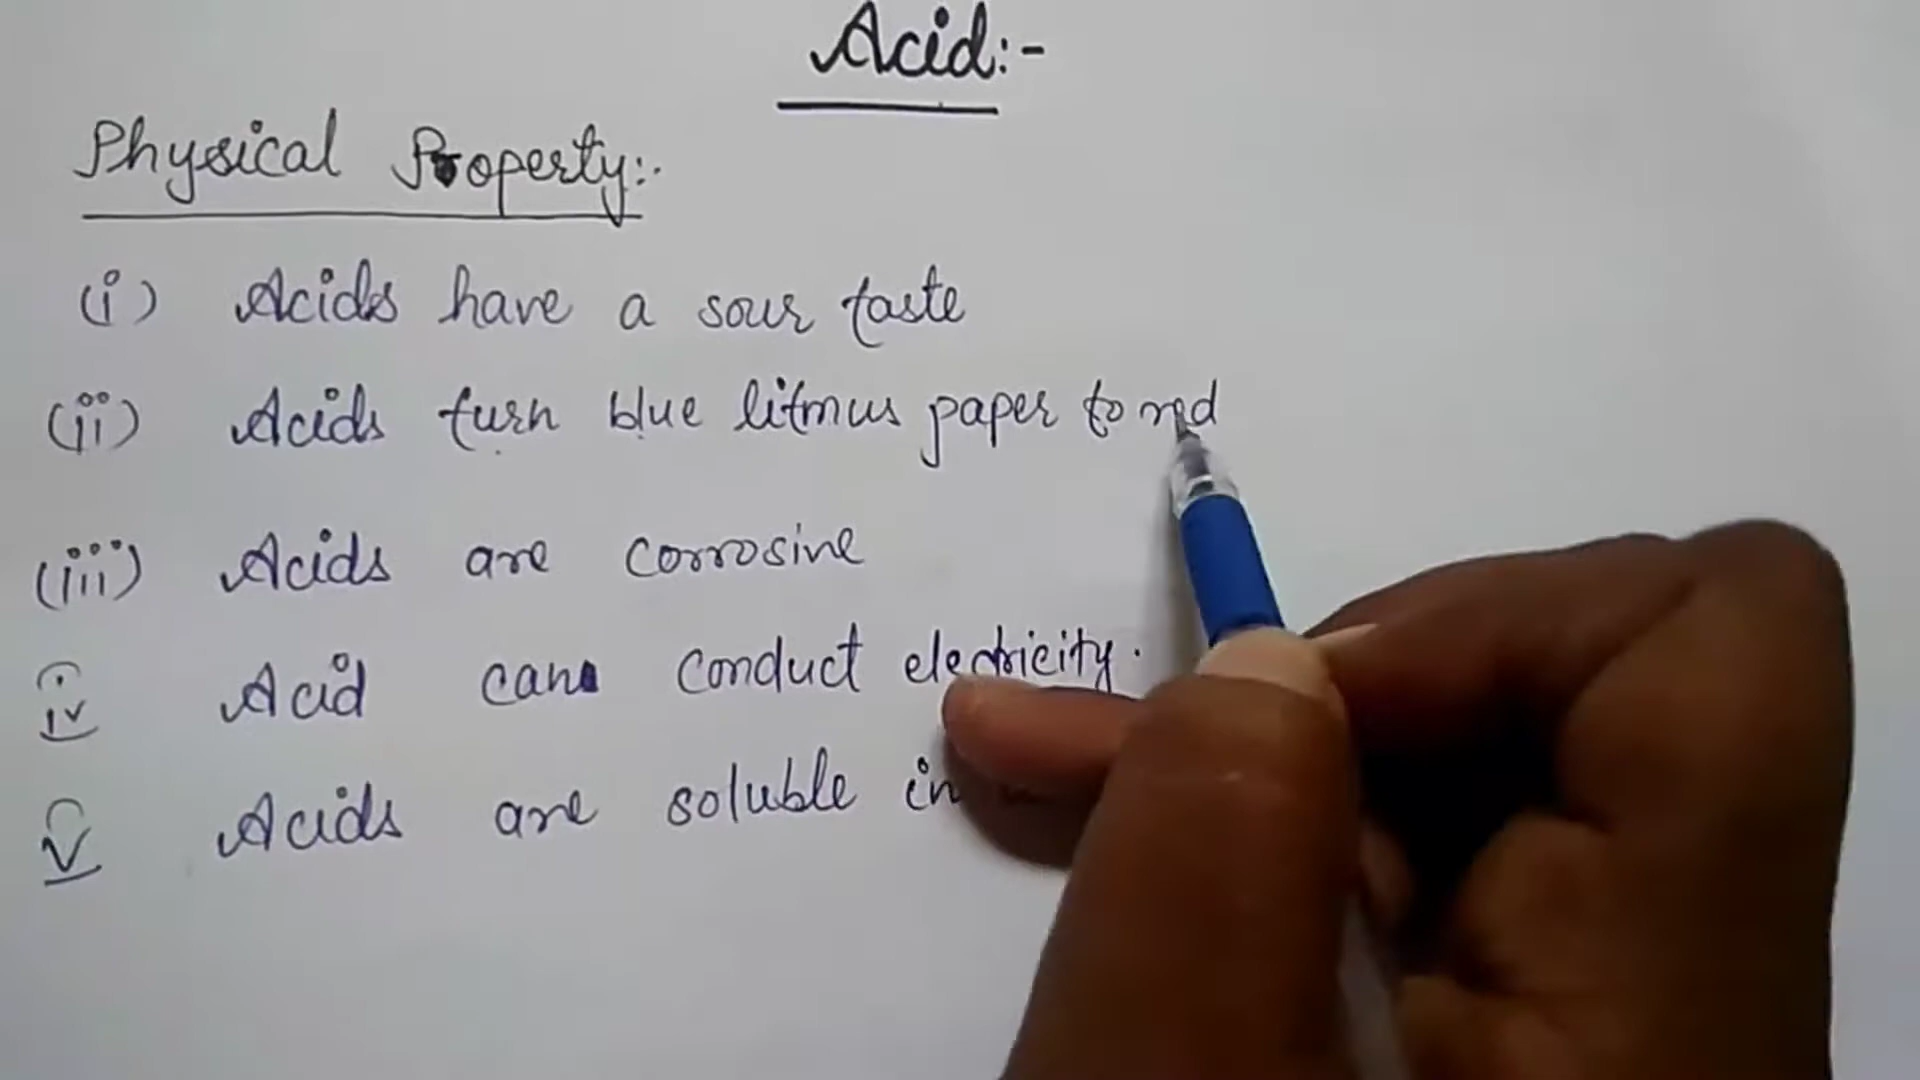 Acid:-
Physical Property:-
(i) Acids have a sour taste
(ii) Acids turn blue litmus paper to red
(iii) Acids are corrosive
iv Acid can conduct electricity.
v Acids are soluble in